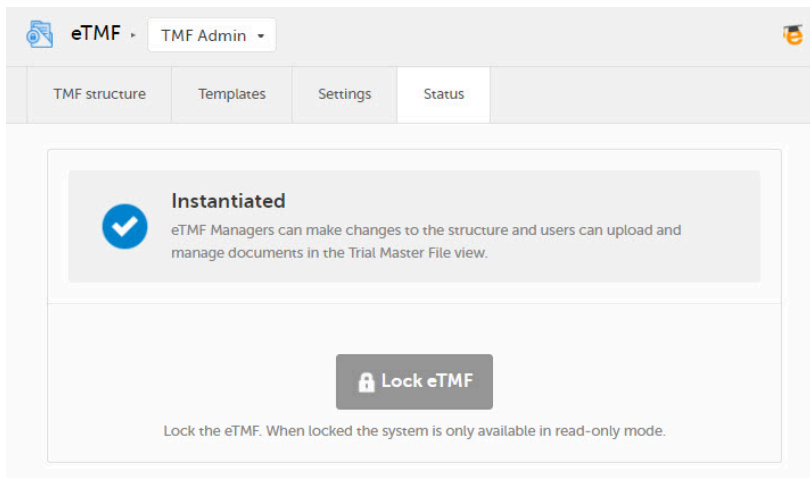 eTMF ▸ TMF Admin
TMF structure Templates Settings Status
Instantiated
eTMF Managers can make changes to the structure and users can upload and
manage documents in the Trial Master File view.
Lock eTMF
Lock the eTMF. When locked the system is only available in read-only mode.